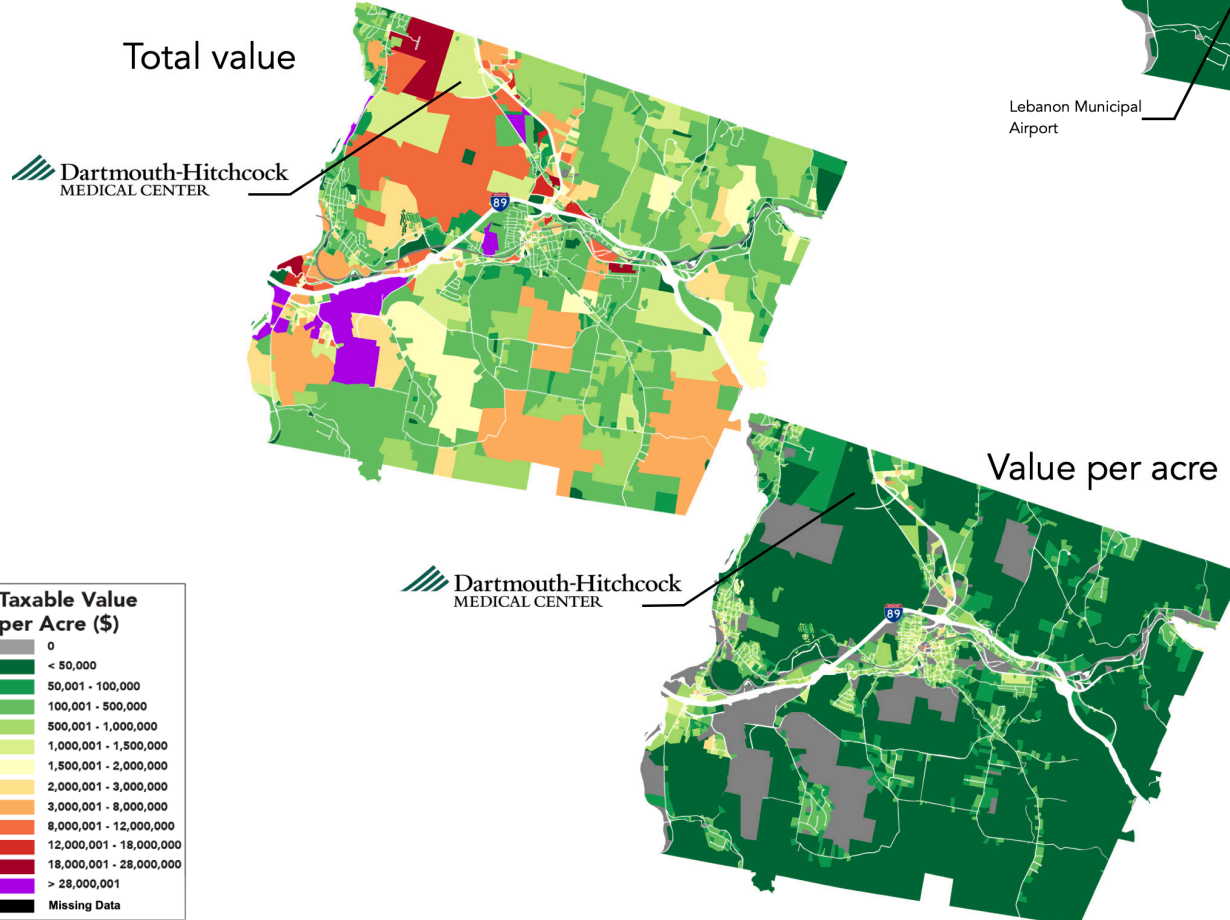 Total value
Lebanon Municipal
Airport
Dartmouth-Hitchcock
MEDICAL CENTER
89
Value per acre
Dartmouth-Hitchcock
MEDICAL CENTER
89
Taxable Value
per Acre ($)
0
< 50,000
50,001 - 100,000
100,001 - 500,000
500,001 - 1,000,000
1,000,001 - 1,500,000
1,500,001 - 2,000,000
2,000,001 - 3,000,000
3,000,001 - 8,000,000
8,000,001 - 12,000,000
12,000,001 - 18,000,000
18,000,001 - 28,000,000
> 28,000,001
Missing Data